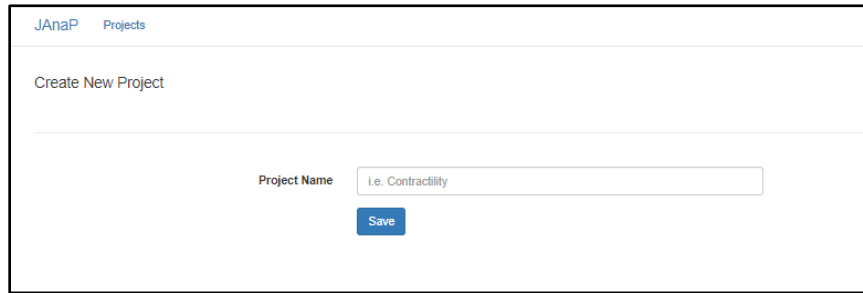 JAnaP Projects
Create New Project
Project Name i.e. Contractility
Save